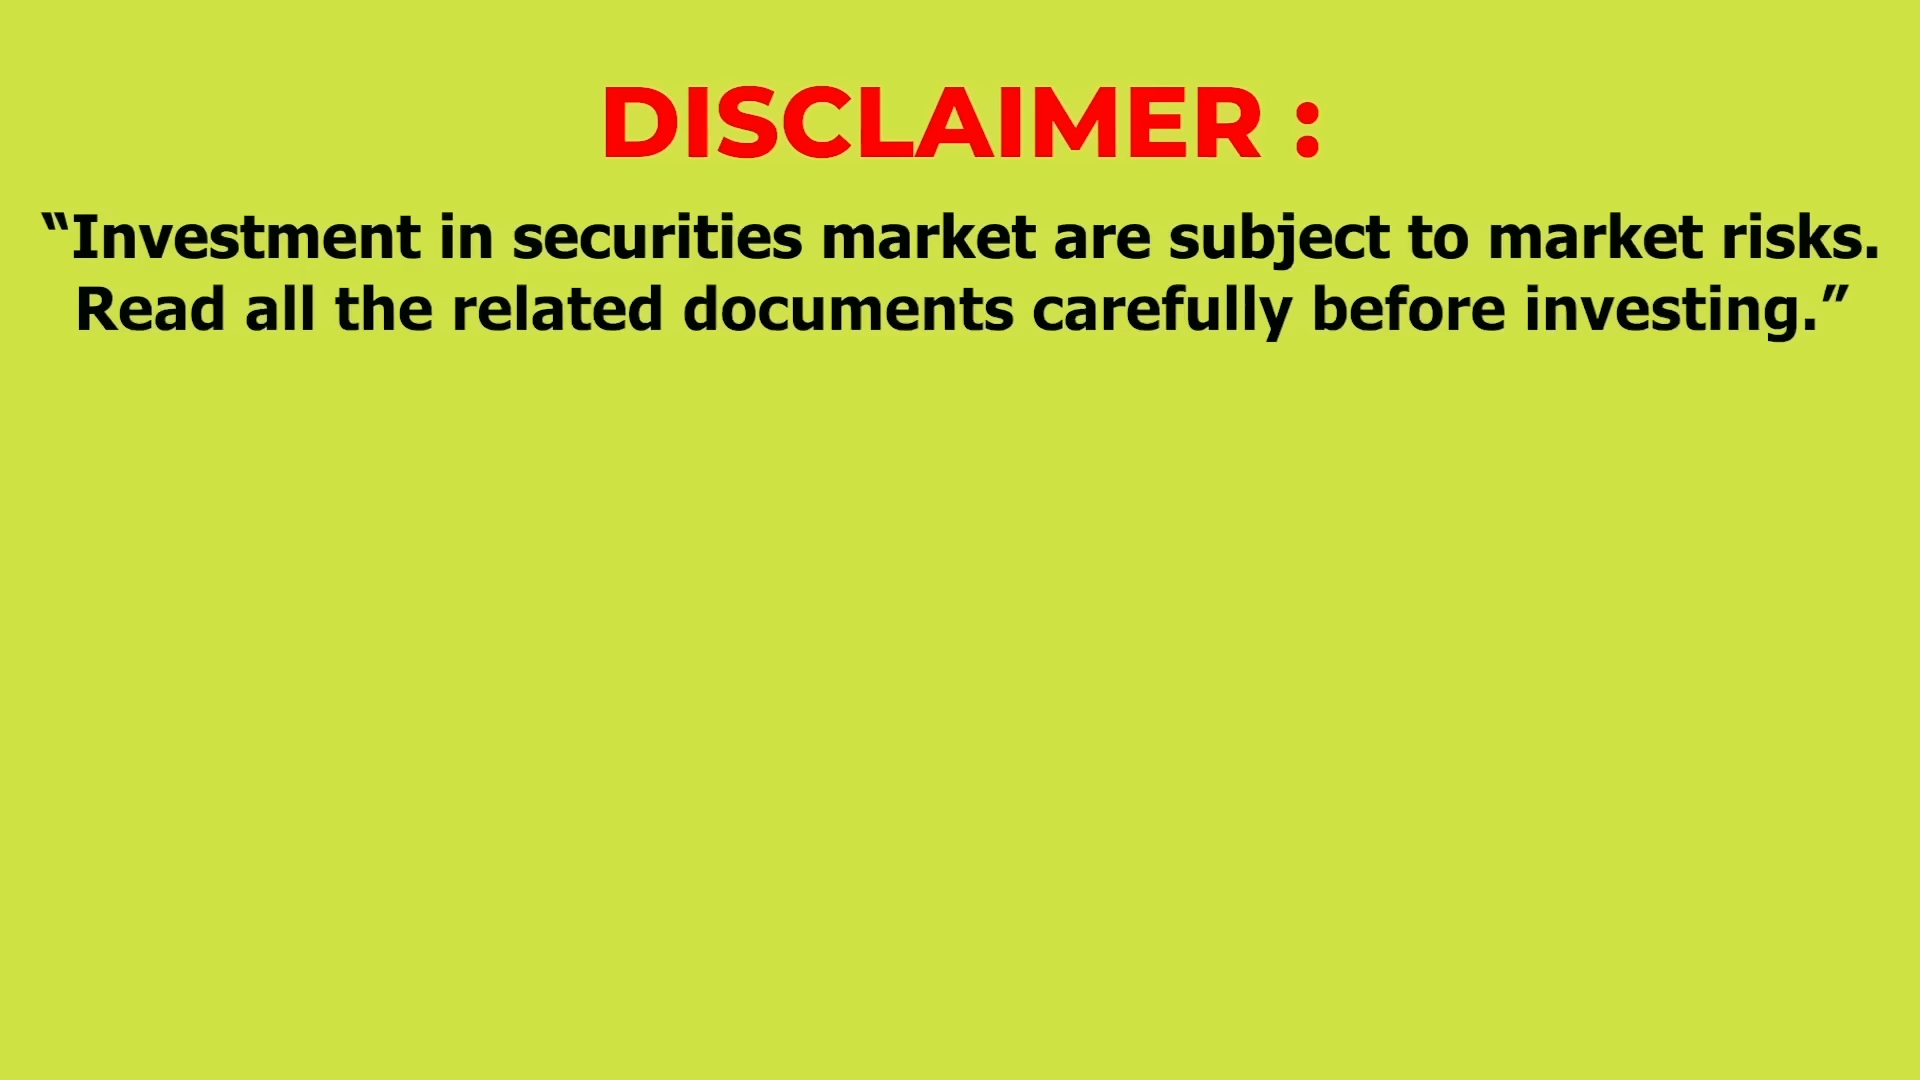 DISCLAIMER :
“Investment in securities market are subject to market risks.
Read all the related documents carefully before investing.”